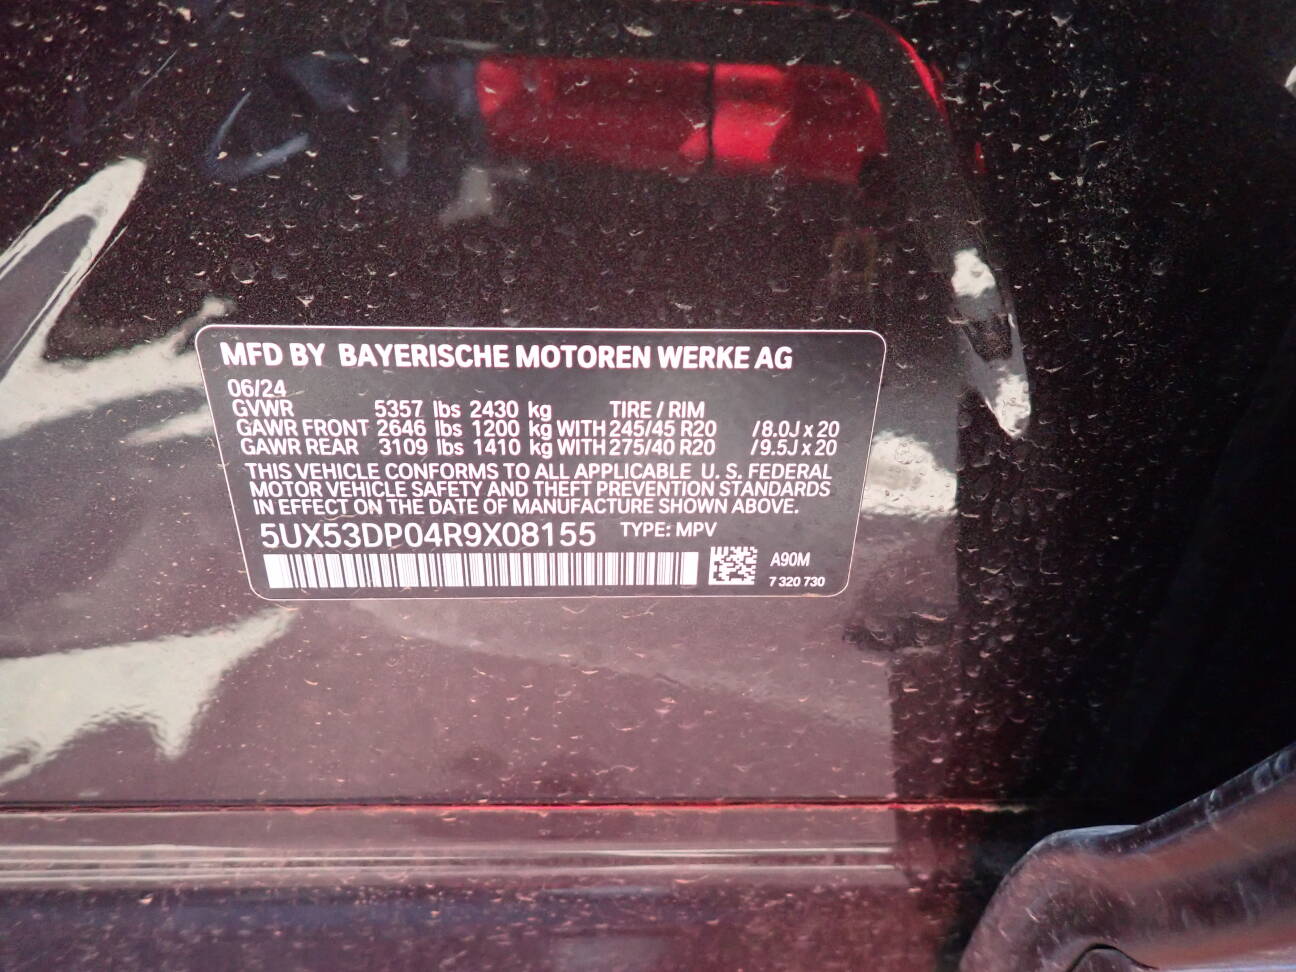 MFD BY BAYERISCHE MOTOREN WERKE AG
06/24
GVWR 5357 lbs 2430 kg TIRE / RIM
GAWR FRONT 2646 lbs 1200 kg WITH 245/45 R20 /8.0J x 20
GAWR REAR 3109 lbs 1410 kg WITH 275/40 R20 /9.5J x 20
THIS VEHICLE CONFORMS TO ALL APPLICABLE U. S. FEDERAL
MOTOR VEHICLE SAFETY AND THEFT PREVENTION STANDARDS
IN EFFECT ON THE DATE OF MANUFACTURE SHOWN ABOVE.
5UX53DP04R9X08155 TYPE: MPV
A90M
7 320 730